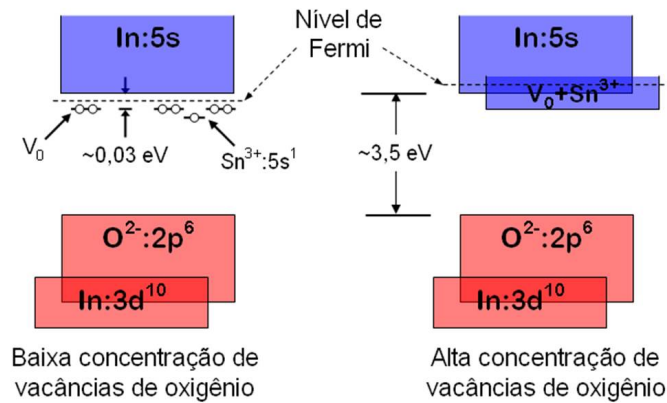 In:5s
Nível de
Fermi
In:5s
V0
~0,03 eV
Sn3+:5s1
V0+Sn3+
~3,5 eV
O2-:2p6
In:3d10
O2-:2p6
In:3d10
Baixa concentração de
vacâncias de oxigênio
Alta concentração de
vacâncias de oxigênio